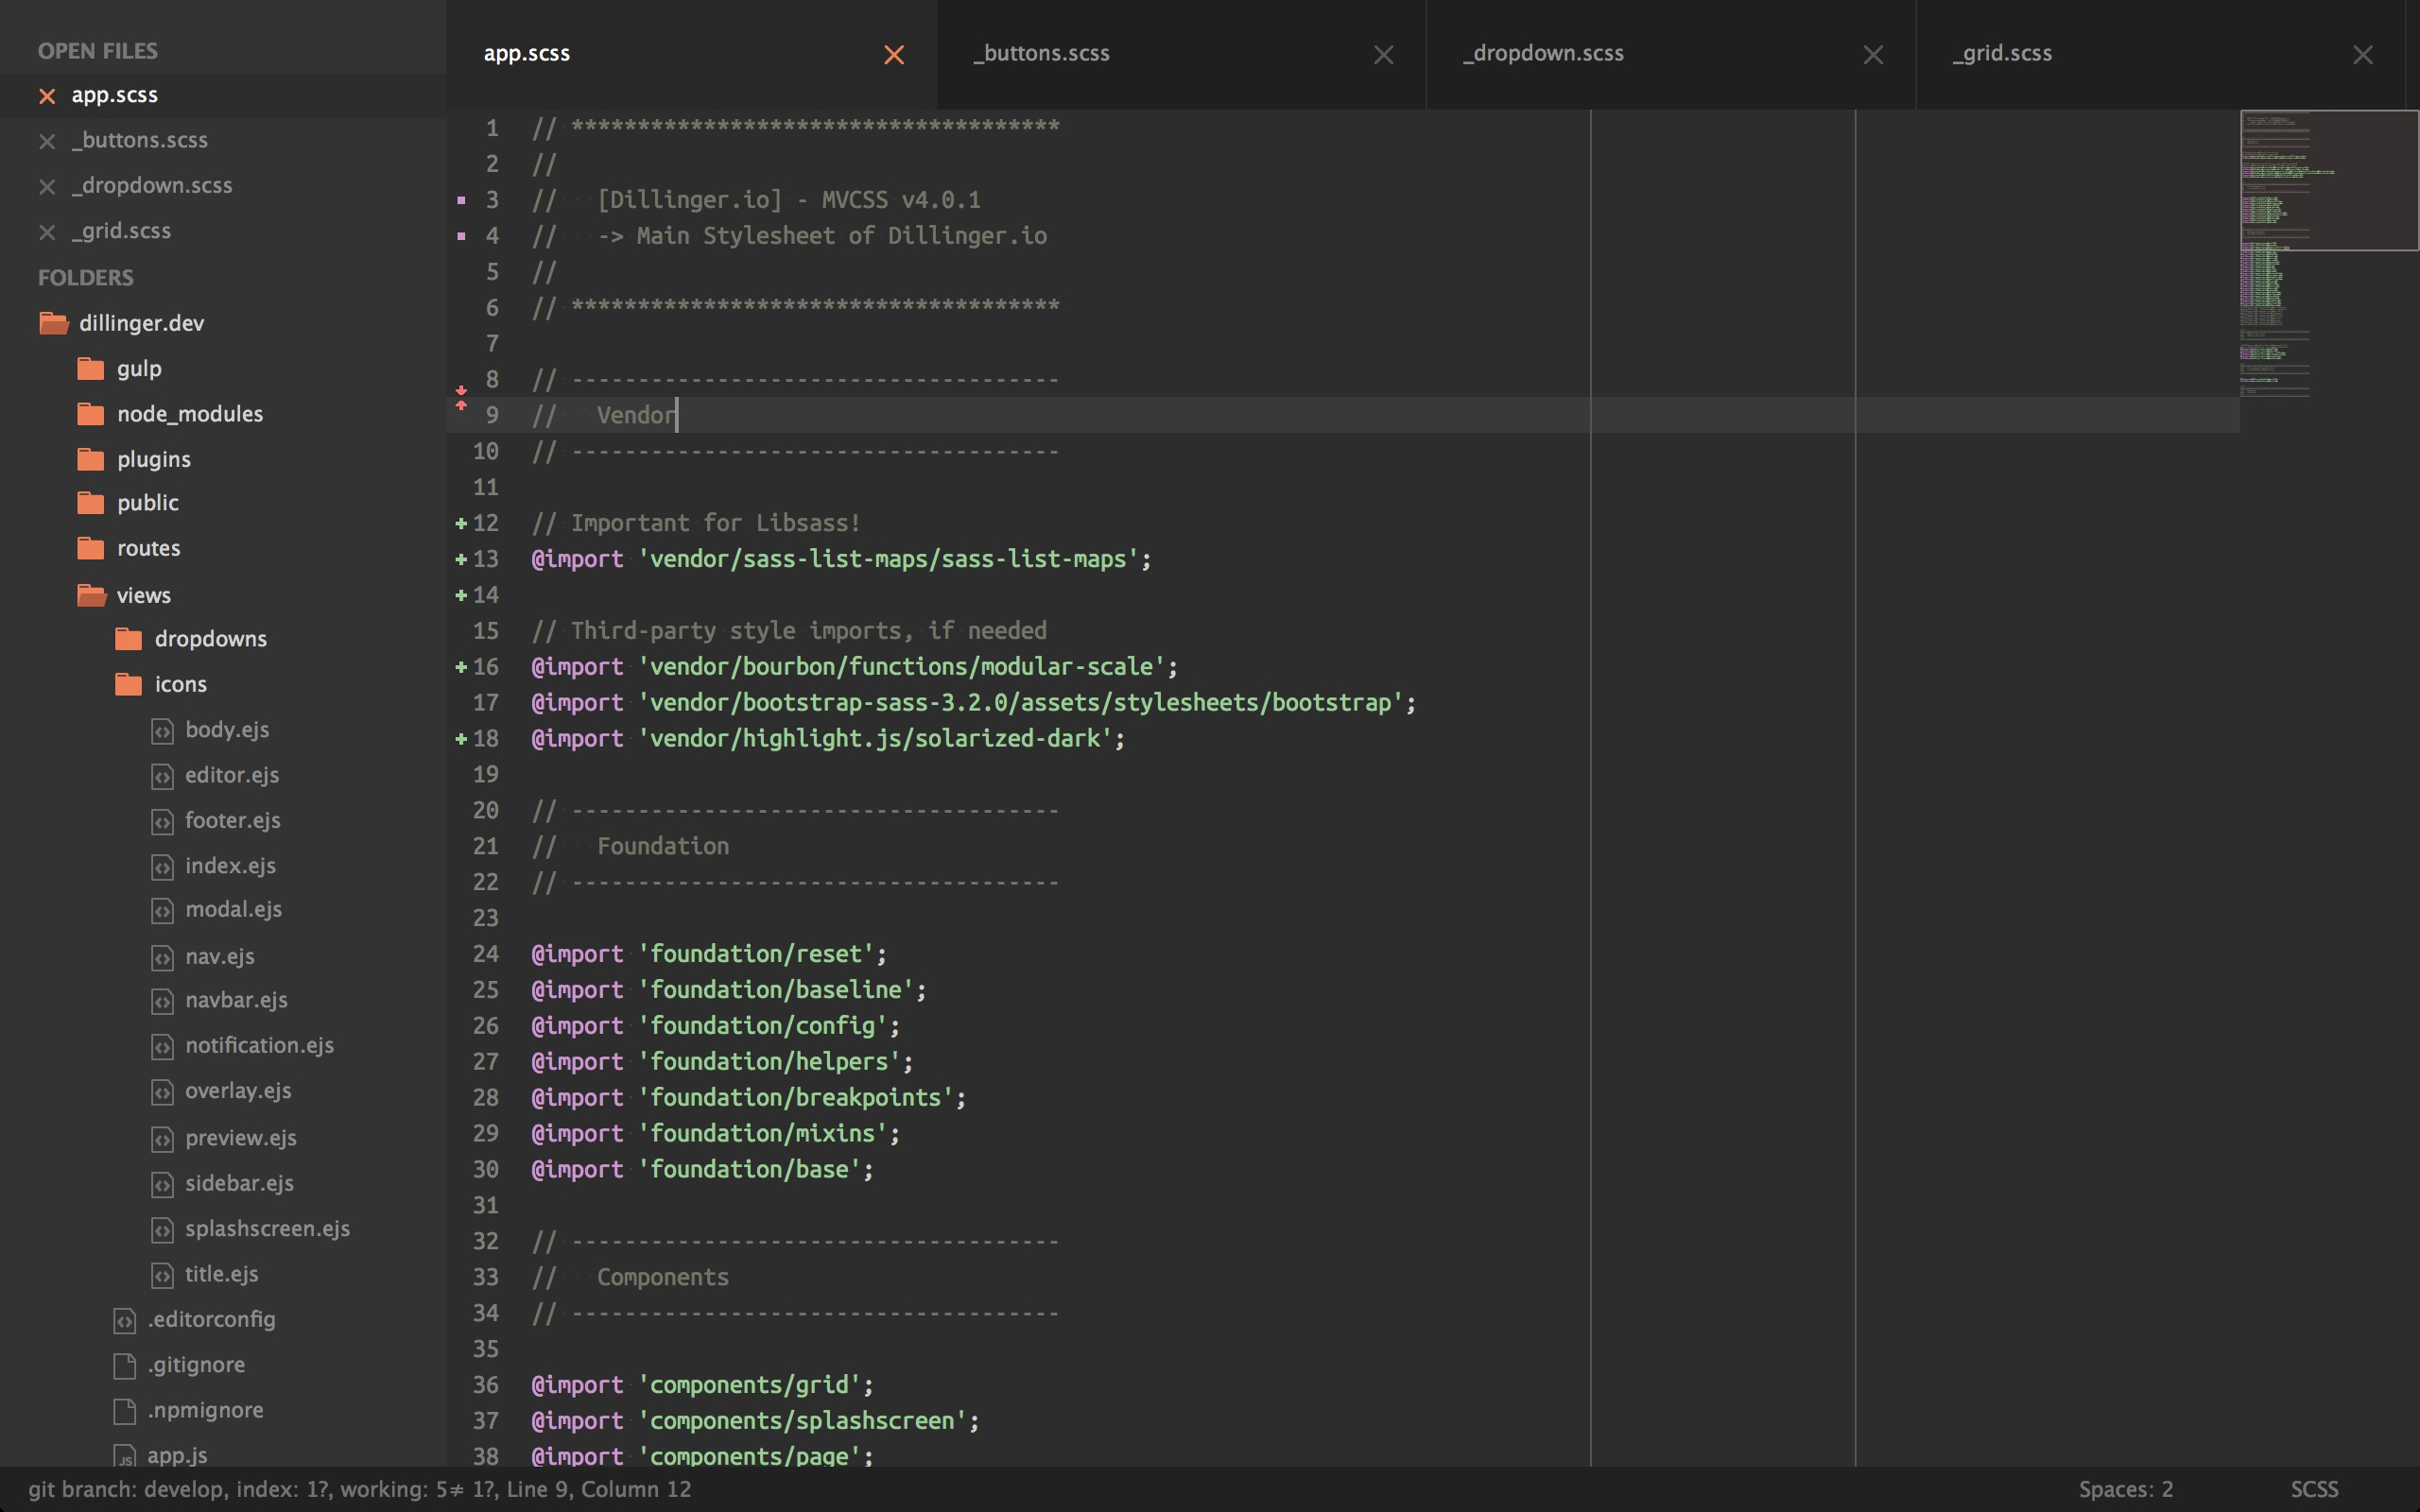 OPEN FILES
app.scss
_buttons.scss
_dropdown.scss
_grid.scss
FOLDERS
dillinger.dev
gulp
node_modules
plugins
public
routes
views
dropdowns
icons
body.ejs
editor.ejs
footer.ejs
index.ejs
modal.ejs
nav.ejs
navbar.ejs
notification.ejs
overlay.ejs
preview.ejs
sidebar.ejs
splashscreen.ejs
title.ejs
.editorconfig
.gitignore
.npmignore
JS app.js
app.scss _buttons.scss _dropdown.scss _grid.scss
1 // *************************************
2 //
3 // [Dillinger.io] - MVCSS v4.0.1
4 // -> Main Stylesheet of Dillinger.io
5 //
6 // *************************************
7
8 // -------------------------------------
9 // Vendor
10 // -------------------------------------
11
12 // Important for Libsass!
13 @import 'vendor/sass-list-maps/sass-list-maps';
14
15 // Third-party style imports, if needed
16 @import 'vendor/bourbon/functions/modular-scale';
17 @import 'vendor/bootstrap-sass-3.2.0/assets/stylesheets/bootstrap';
18 @import 'vendor/highlight.js/solarized-dark';
19
20 // -------------------------------------
21 // Foundation
22 // -------------------------------------
23
24 @import 'foundation/reset';
25 @import 'foundation/baseline';
26 @import 'foundation/config';
27 @import 'foundation/helpers';
28 @import 'foundation/breakpoints';
29 @import 'foundation/mixins';
30 @import 'foundation/base';
31
32 // -------------------------------------
33 // Components
34 // -------------------------------------
35
36 @import 'components/grid';
37 @import 'components/splashscreen';
38 @import 'components/page';
git branch: develop, index: 1?, working: 5≠ 1?, Line 9, Column 12 Spaces: 2 SCSS